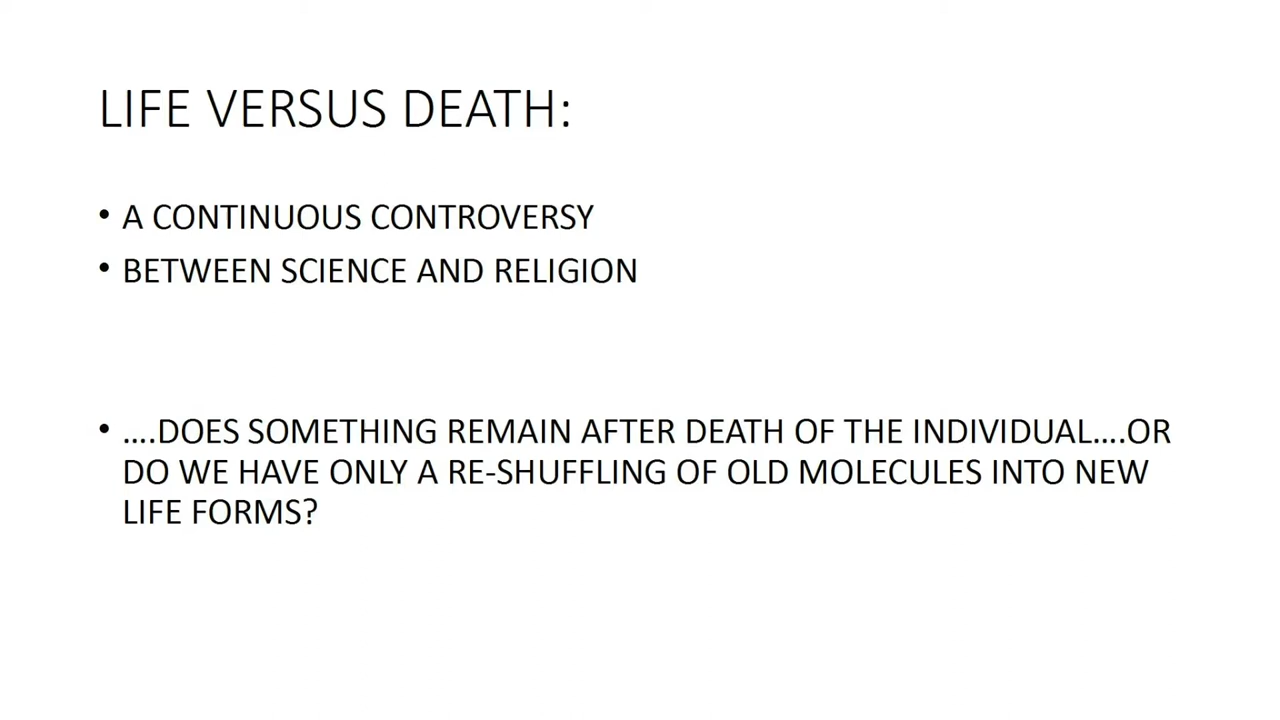 LIFE VERSUS DEATH:
• A CONTINUOUS CONTROVERSY
• BETWEEN SCIENCE AND RELIGION
• ....DOES SOMETHING REMAIN AFTER DEATH OF THE INDIVIDUAL....OR
DO WE HAVE ONLY A RE-SHUFFLING OF OLD MOLECULES INTO NEW
LIFE FORMS?